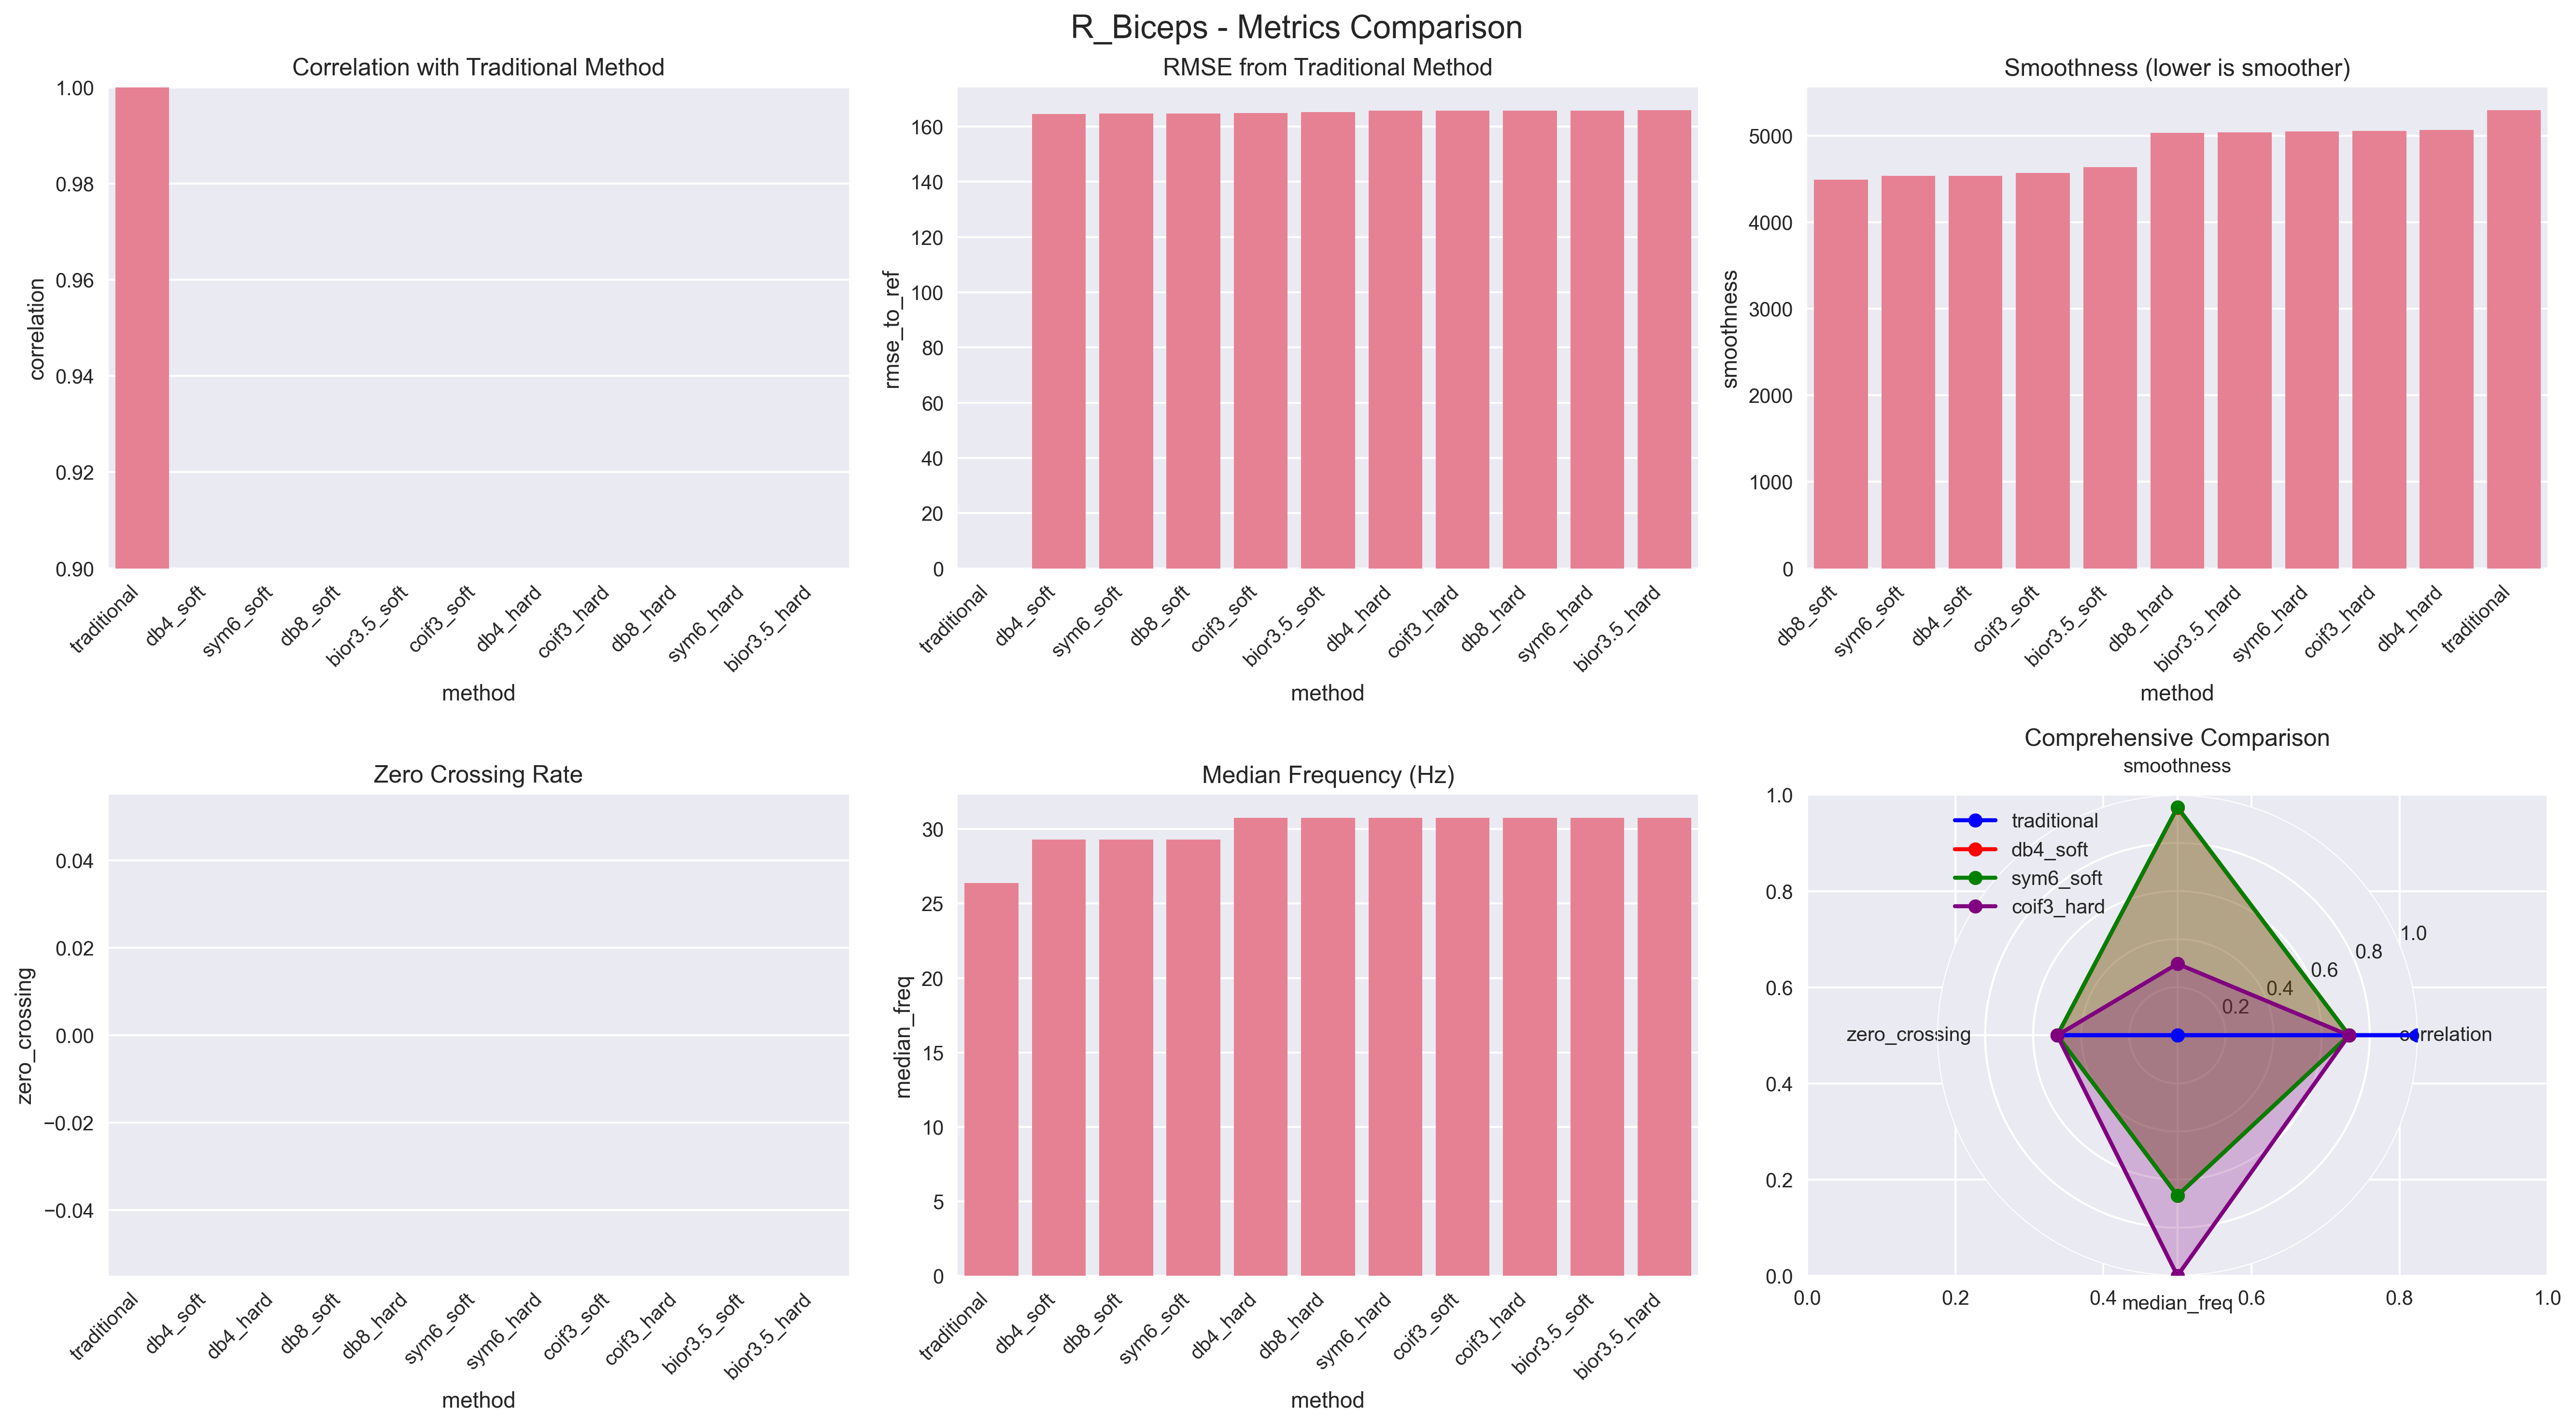 R_Biceps - Metrics Comparison
Correlation with Traditional Method
1.00
0.98
0.96
0.94
0.92
0.90
correlation
traditional
db4_soft
sym6_soft
db8_soft
bior3.5_soft
coif3_soft
db4_hard
coif3_hard
db8_hard
sym6_hard
bior3.5_hard
method
RMSE from Traditional Method
160
140
120
100
80
60
40
20
0
rmse_to_ref
traditional
db4_soft
sym6_soft
db8_soft
coif3_soft
bior3.5_soft
db4_hard
coif3_hard
db8_hard
sym6_hard
bior3.5_hard
method
Smoothness (lower is smoother)
5000
4000
3000
2000
1000
0
smoothness
db8_soft
sym6_soft
db4_soft
coif3_soft
bior3.5_soft
db8_hard
bior3.5_hard
sym6_hard
coif3_hard
db4_hard
traditional
method
Zero Crossing Rate
0.04
0.02
0.00
−0.02
−0.04
zero_crossing
traditional
db4_soft
db4_hard
db8_soft
db8_hard
sym6_soft
sym6_hard
coif3_soft
coif3_hard
bior3.5_soft
bior3.5_hard
method
Median Frequency (Hz)
30
25
20
15
10
5
0
median_freq
traditional
db4_soft
db8_soft
sym6_soft
db4_hard
db8_hard
sym6_hard
coif3_soft
coif3_hard
bior3.5_soft
bior3.5_hard
method
Comprehensive Comparison
smoothness
1.0
0.8
0.6
0.4
0.2
0.0
traditional
db4_soft
sym6_soft
coif3_hard
1.0
0.8
0.6
0.4
0.2
zero_crossing
correlation
0.0
0.2
0.4
median_freq
0.6
0.8
1.0